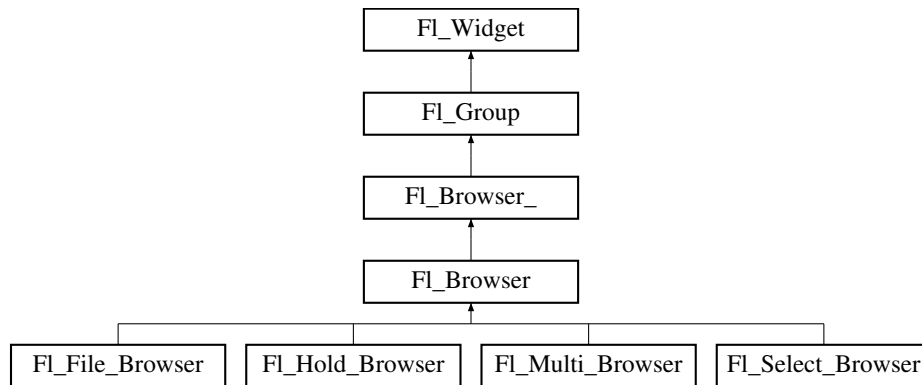 Fl_Widget
Fl_Group
Fl_Browser_
Fl_Browser
Fl_File_Browser Fl_Hold_Browser Fl_Multi_Browser Fl_Select_Browser